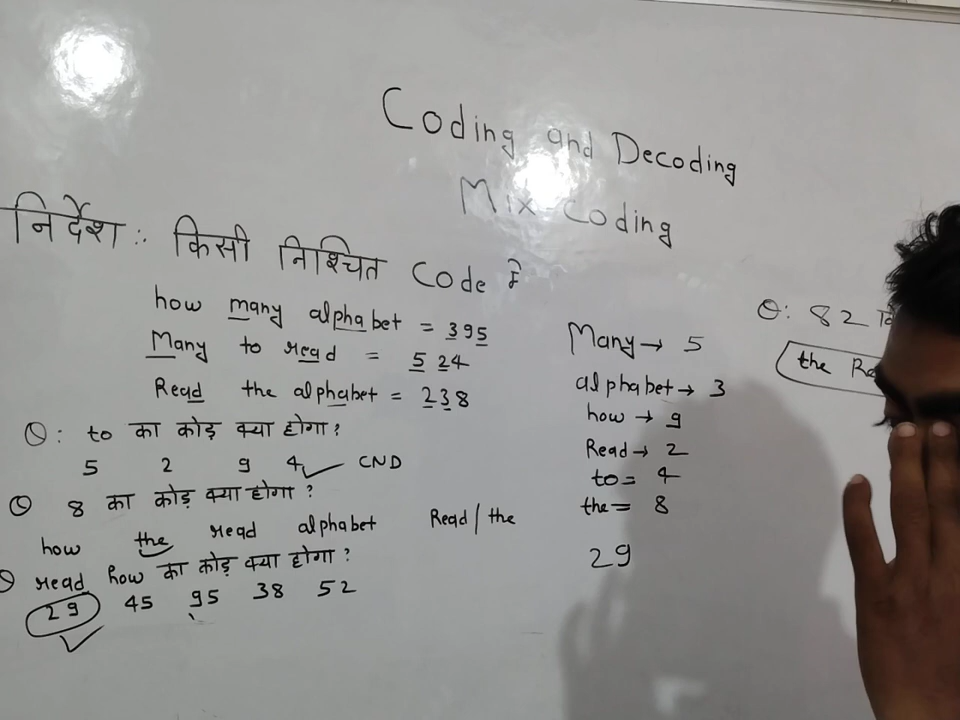 Coding and Decoding
Mix-Coding
निर्देश :. किसी निश्चित Code में
how many alphabet = 395
Many to read = 524
Read the alphabet = 238
Q: to का कोड़ क्या होगा?
5 2 9 4 CND
Q 8 का कोड़ क्या होगा?
how the read alphabet Read/the
Q read how का कोड़ क्या होगा?
29 45 95 38 52
Many → 5
alphabet → 3
how → 9
Read → 2
to = 4
the = 8
29
Q: 82
the